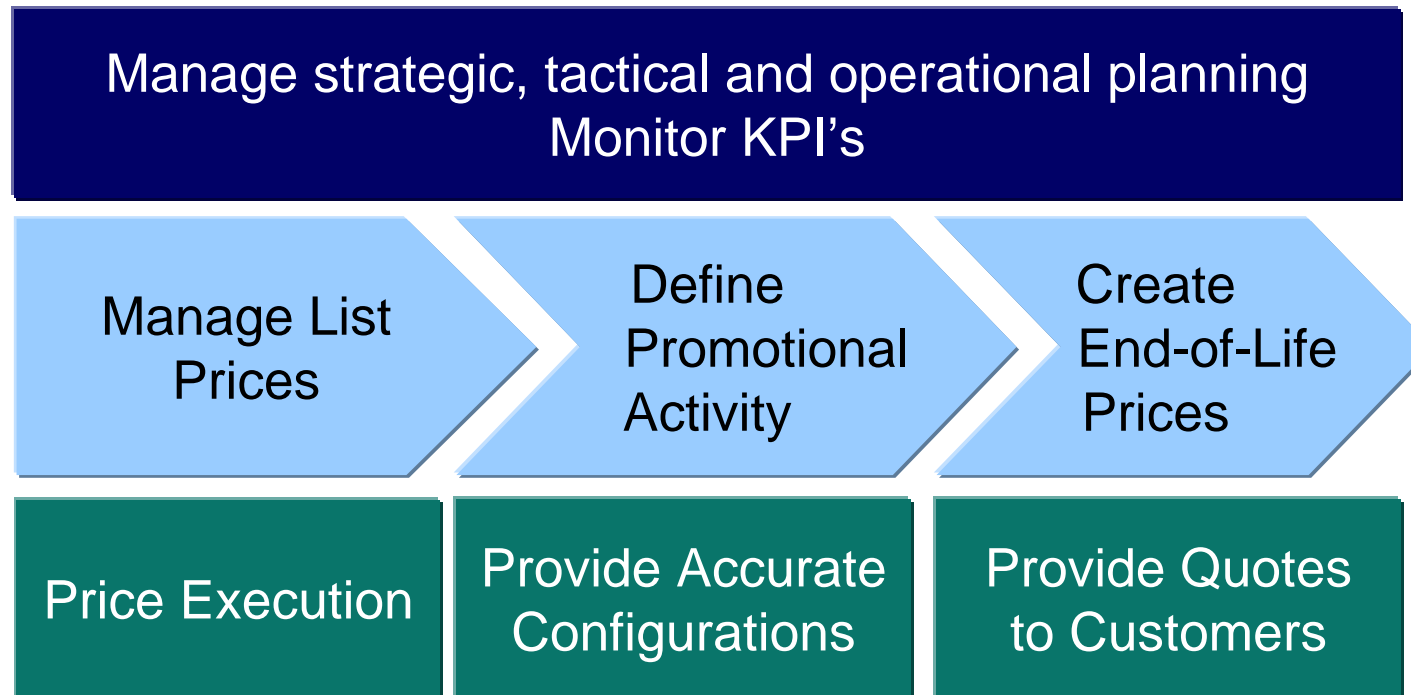 Manage strategic, tactical and operational planning
Monitor KPI’s
Manage List
Prices
Define
Promotional
Activity
Create
End-of-Life
Prices
Price Execution
Provide Accurate
Configurations
Provide Quotes
to Customers